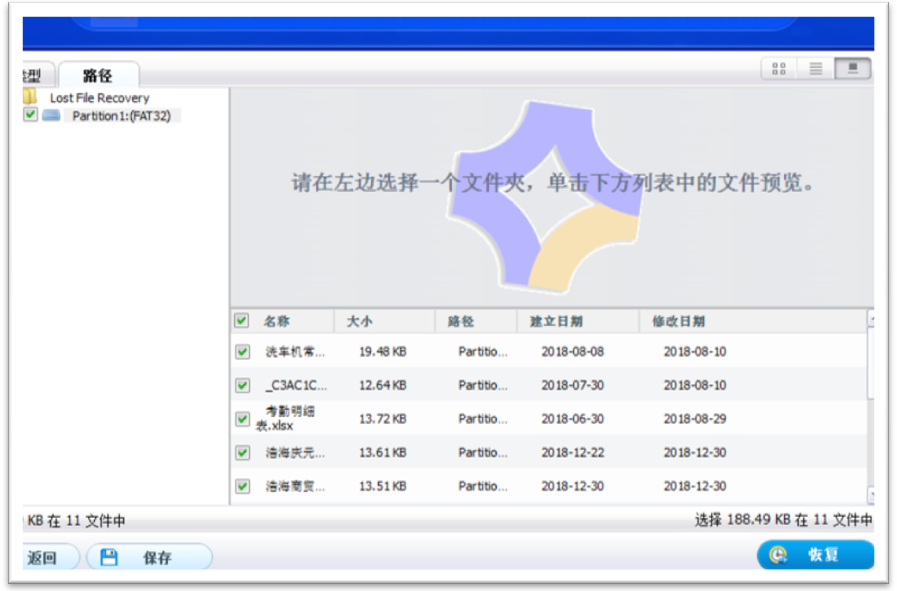 路径
Lost File Recovery
Partition1:(FAT32)
请在左边选择一个文件夹，单击下方列表中的文件预览。
名称 大小 路径 建立日期 修改日期
洗车机常... 19.48 KB Partitio... 2018-08-08 2018-08-10
_C3AC1C... 12.64 KB Partitio... 2018-07-30 2018-08-10
考勤明细
表.xlsx 13.72 KB Partitio... 2018-06-30 2018-08-29
浩海庆元... 13.61 KB Partitio... 2018-12-22 2018-12-30
浩海商贸... 13.51 KB Partitio... 2018-12-30 2018-12-30
KB 在 11 文件中 选择 188.49 KB 在 11 文件中
返回 保存 恢复